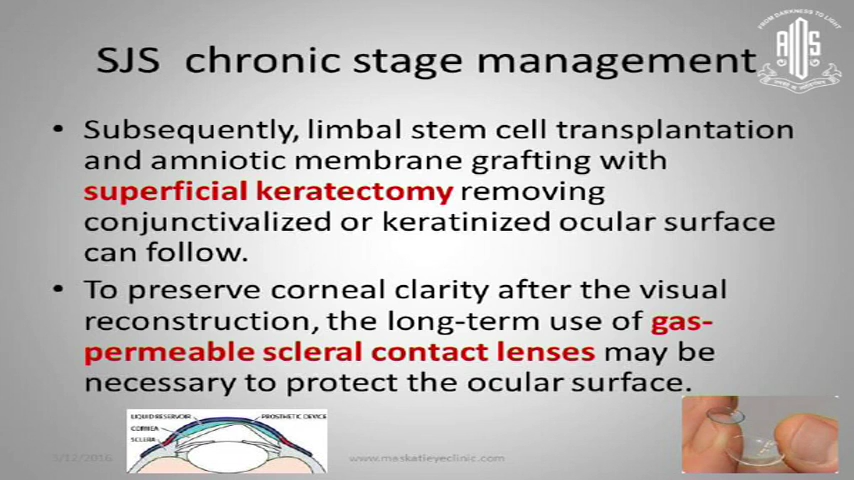 FROM DARKNESS TO LIGHT
AIOS
SJS chronic stage management
• Subsequently, limbal stem cell transplantation
and amniotic membrane grafting with
superficial keratectomy removing
conjunctivalized or keratinized ocular surface
can follow.
• To preserve corneal clarity after the visual
reconstruction, the long-term use of gas-
permeable scleral contact lenses may be
necessary to protect the ocular surface.
LIQUID RESERVOIR
PROSTHETIC DEVICE
CORNEA
SCLERA
5/12/2016
www.maskatieyeclinic.com